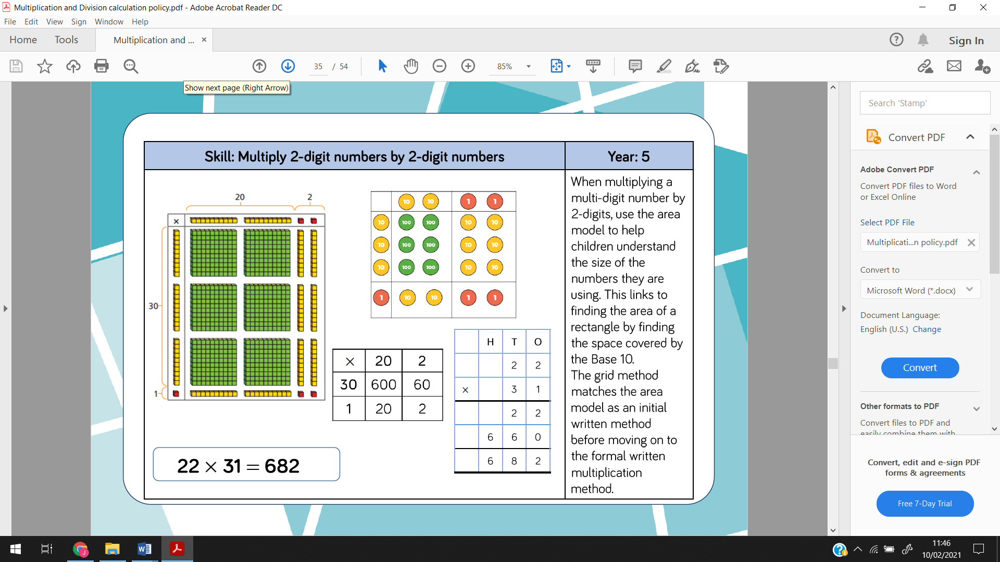 Multiplication and Division calculation policy.pdf - Adobe Acrobat Reader DC
File Edit View Sign Window Help
Home Tools Multiplication and ... × Sign In
35 / 54 85%
Show next page (Right Arrow)
Skill: Multiply 2-digit numbers by 2-digit numbers
Year: 5
20 2
×
30
1
10 10 1 1
10 100 100 10 10
10 100 100 10 10
10 100 100 10 10
1 10 10 1 1
× 20 2
30 600 60
1 20 2
H T O
2 2
× 3 1
2 2
6 6 0
6 8 2
22 × 31 = 682
When multiplying a
multi-digit number by
2-digits, use the area
model to help
children understand
the size of the
numbers they are
using. This links to
finding the area of a
rectangle by finding
the space covered by
the Base 10.
The grid method
matches the area
model as an initial
written method
before moving on to
the formal written
multiplication
method.
Search 'Stamp'
Convert PDF
Adobe Convert PDF
Convert PDF files to Word
or Excel Online
Select PDF File
Multiplicati...n policy.pdf
Convert to
Microsoft Word (*.docx)
Document Language:
English (U.S.) Change
Convert
Other formats to PDF
Convert files to PDF and
easily combine them with
Convert, edit and e-sign PDF
forms & agreements
Free 7-Day Trial
11:46
10/02/2021